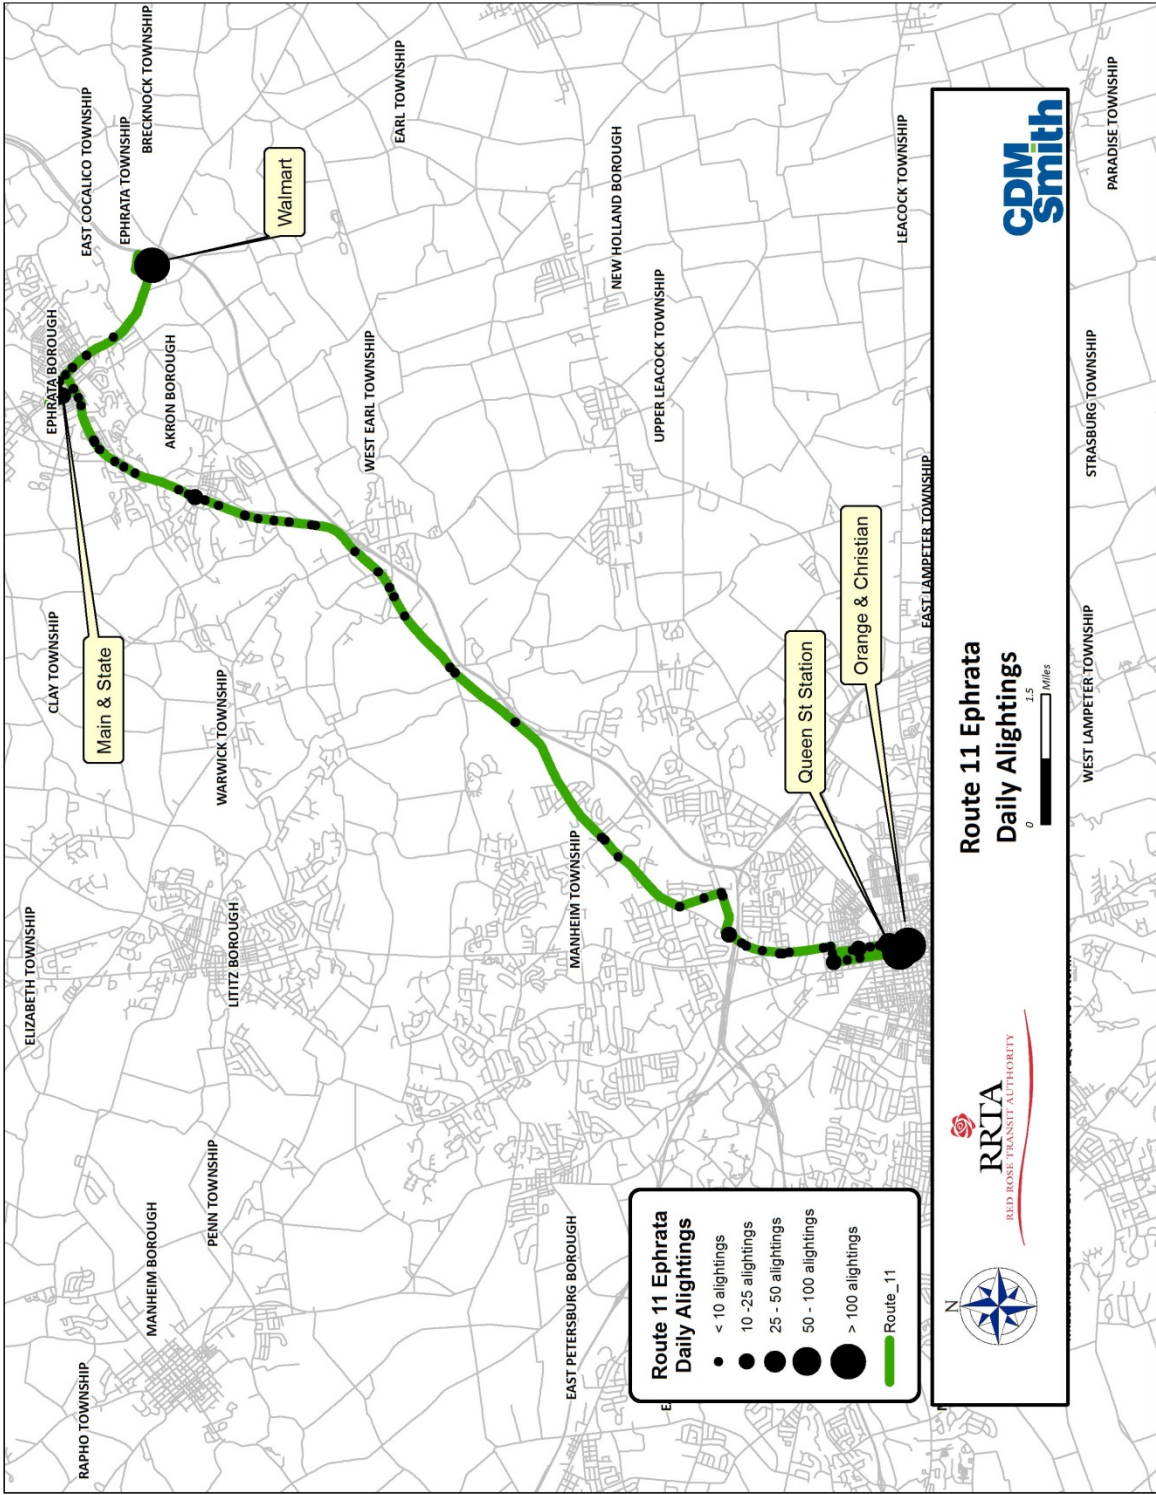 RAPHO TOWNSHIP
MANHEIM BOROUGH
PENN TOWNSHIP
ELIZABETH TOWNSHIP
LITITZ BOROUGH
CLAY TOWNSHIP
WARWICK TOWNSHIP
Main & State
EPHRATA BOROUGH
AKRON BOROUGH
EAST COCALICO TOWNSHIP
EPHRATA TOWNSHIP
BRECKNOCK TOWNSHIP
Walmart
WEST EARL TOWNSHIP
EARL TOWNSHIP
EAST PETERSBURG BOROUGH
MANHEIM TOWNSHIP
NEW HOLLAND BOROUGH
UPPER LEACOCK TOWNSHIP
Queen St Station
Orange & Christian
LEACOCK TOWNSHIP
EAST LAMPETER TOWNSHIP
WEST LAMPETER TOWNSHIP
STRASBURG TOWNSHIP
PARADISE TOWNSHIP
Route 11 Ephrata
Daily Alightings
< 10 alightings
10 -25 alightings
25 - 50 alightings
50 - 100 alightings
> 100 alightings
Route_11
N
RRTA
RED ROSE TRANSIT AUTHORITY
Route 11 Ephrata
Daily Alightings
0 1.5
Miles
CDM
Smith